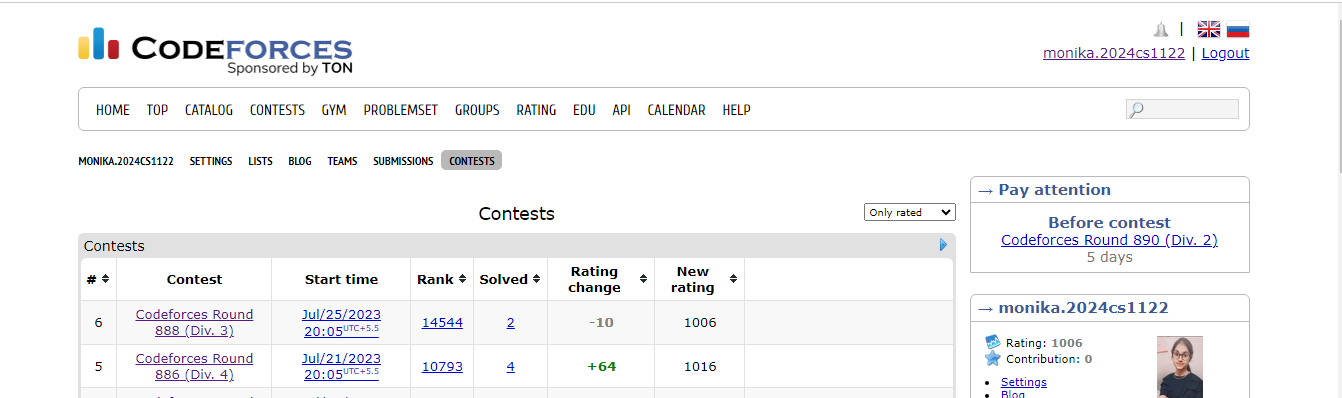 CODEFORCES
Sponsored by TON
|
monika.2024cs1122 | Logout
HOME TOP CATALOG CONTESTS GYM PROBLEMSET GROUPS RATING EDU API CALENDAR HELP
MONIKA.2024CS1122 SETTINGS LISTS BLOG TEAMS SUBMISSIONS CONTESTS
Contests
Only rated
Contests
# Contest Start time Rank Solved Rating change New rating
6 Codeforces Round 888 (Div. 3) Jul/25/2023 20:05 UTC+5.5 14544 2 -10 1006
5 Codeforces Round 886 (Div. 4) Jul/21/2023 20:05 UTC+5.5 10793 4 +64 1016
→ Pay attention
Before contest
Codeforces Round 890 (Div. 2)
5 days
→ monika.2024cs1122
Rating: 1006
Contribution: 0
Settings
Blog